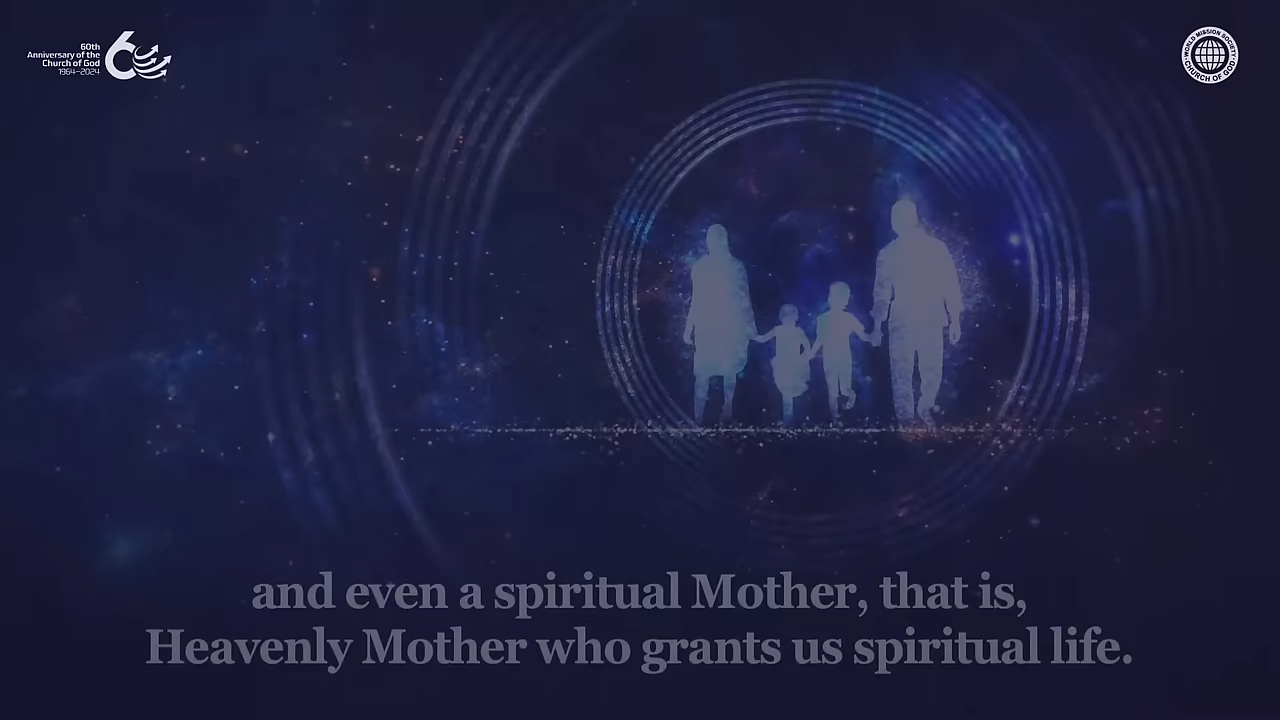 60th
Anniversary of the
Church of God
1964–2024
60
WORLD MISSION SOCIETY
CHURCH OF GOD
and even a spiritual Mother, that is,
Heavenly Mother who grants us spiritual life.